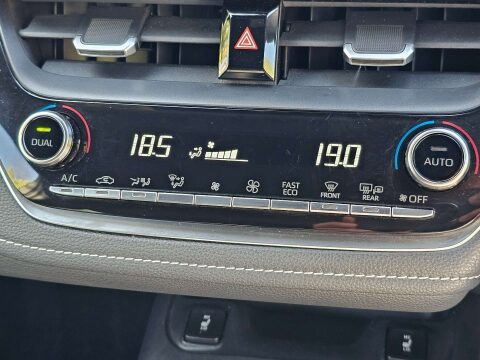 DUAL
18.5
19.0
AUTO
A/C
FAST
ECO
FRONT
REAR
OFF